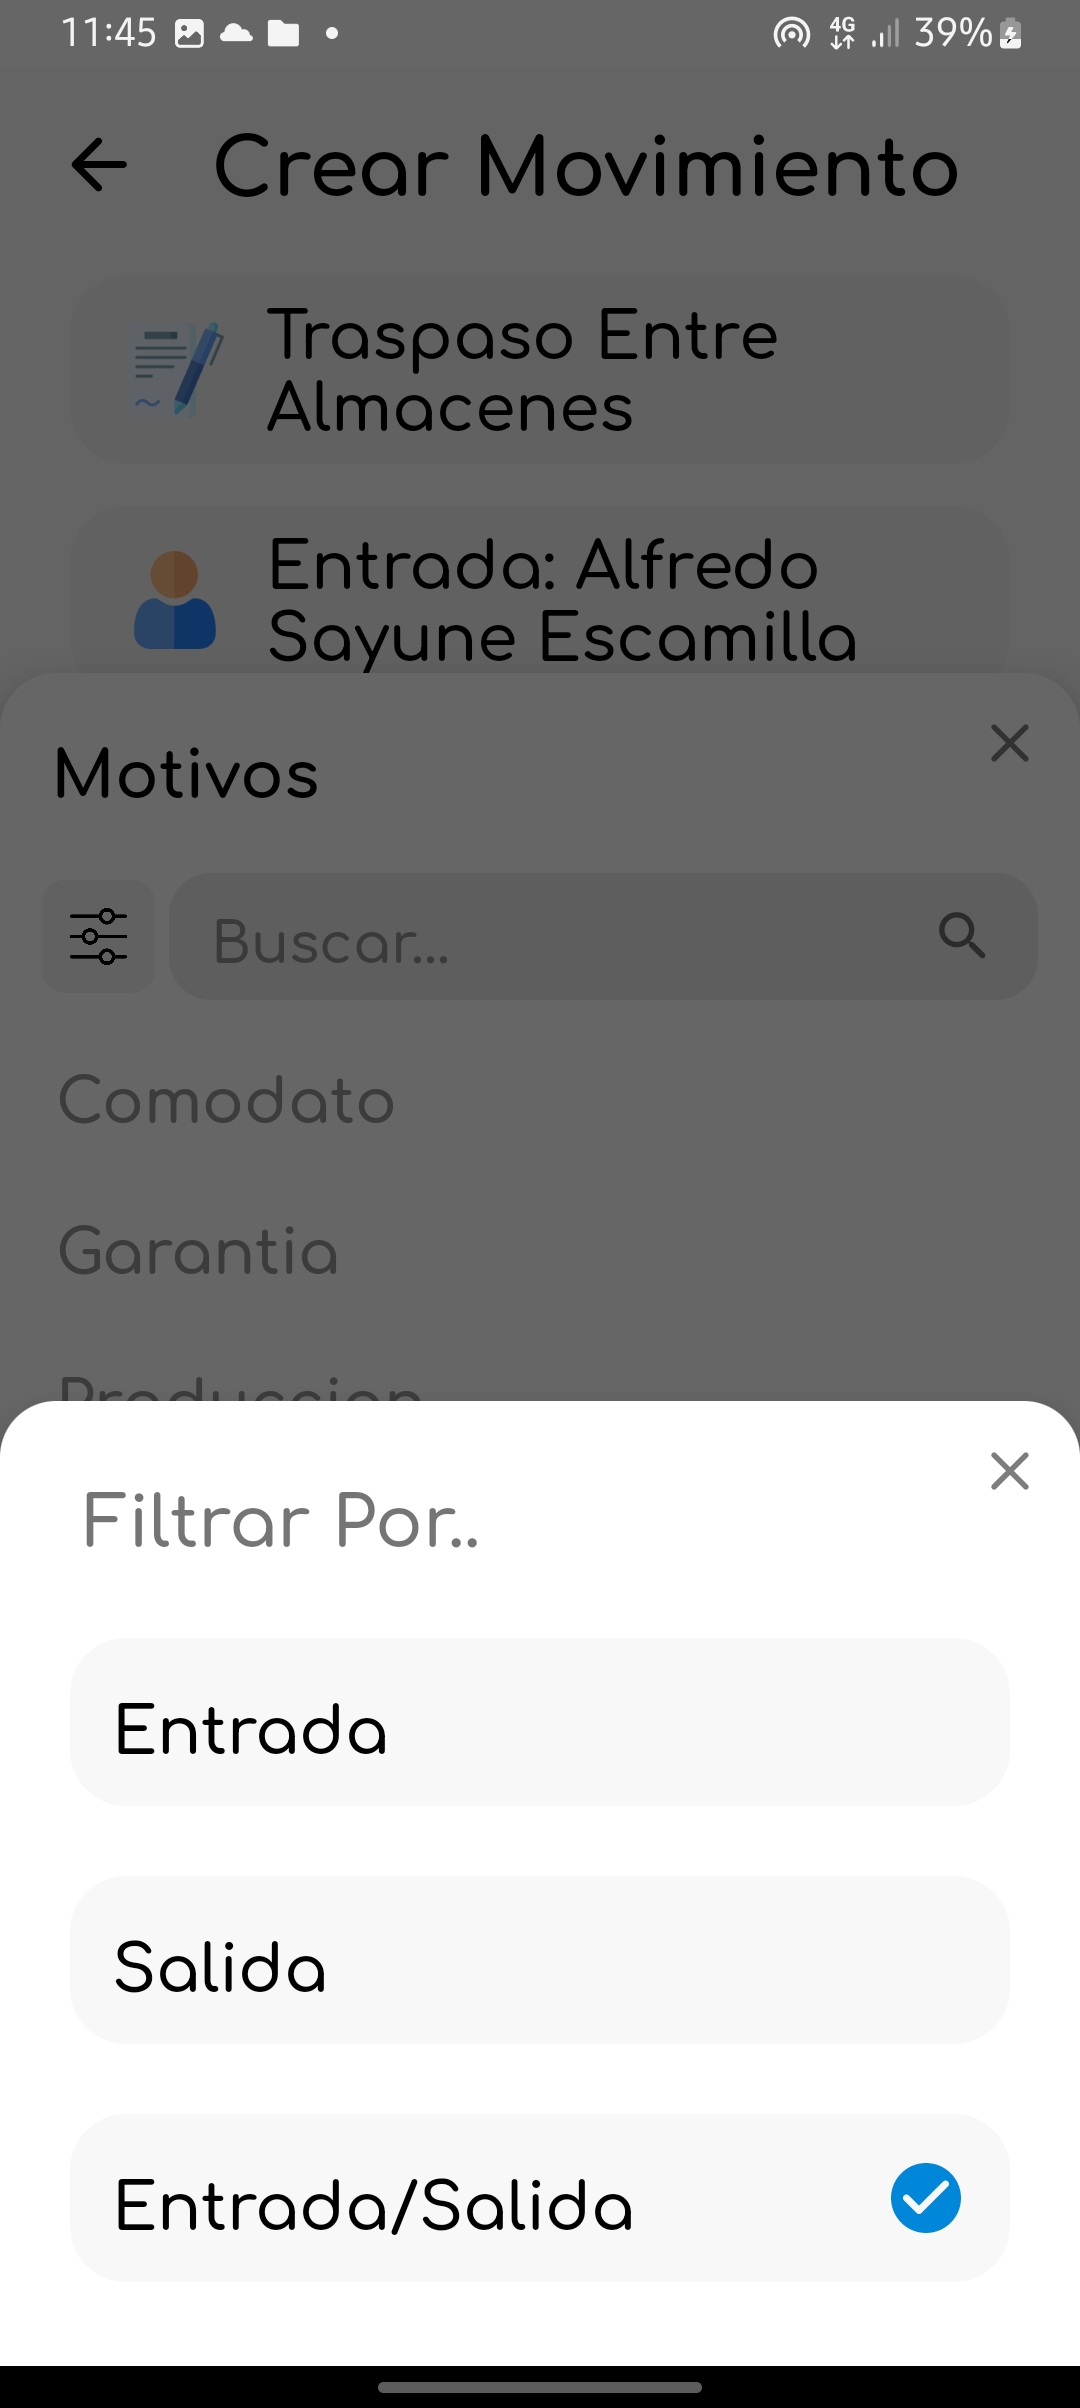 11:45
4G
39%
Crear Movimiento
Traspaso Entre
Almacenes
Entrada: Alfredo
Sayune Escamilla
Motivos
Buscar...
Comodato
Garantia
Produccion
Filtrar Por..
Entrada
Salida
Entrada/Salida